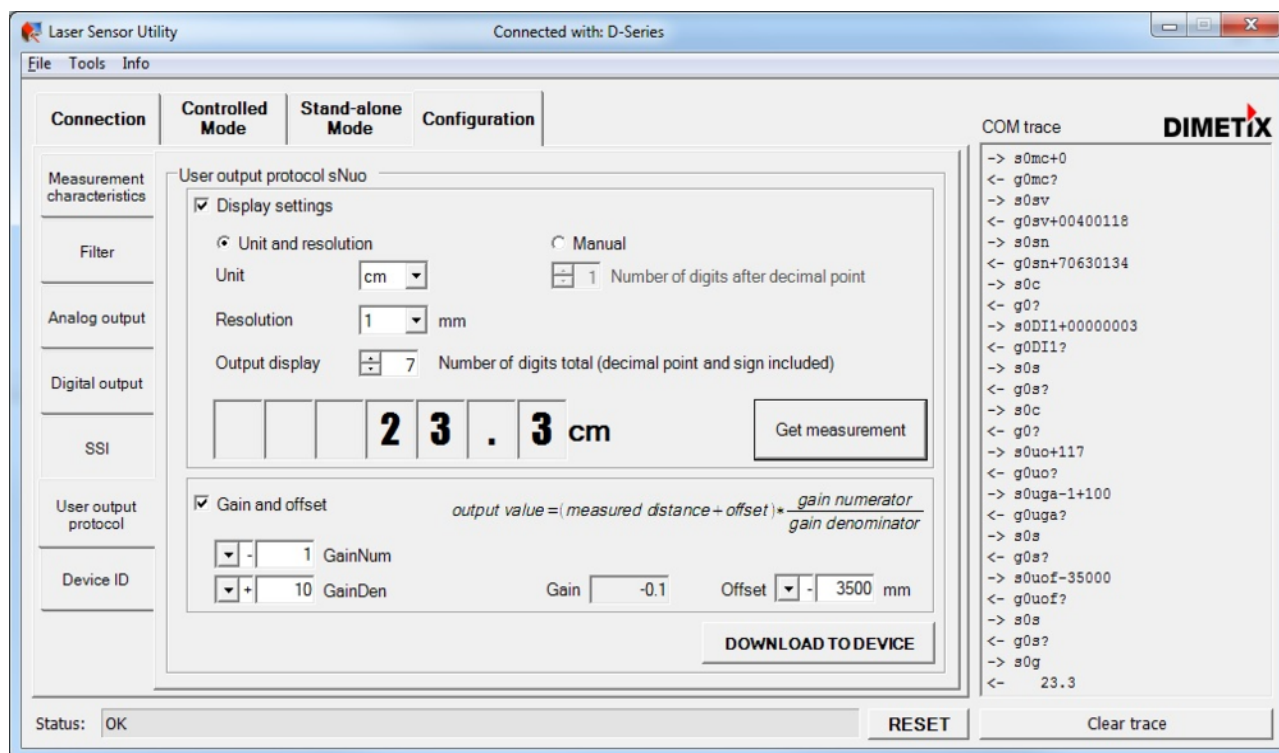 Laser Sensor Utility
Connected with: D-Series
File Tools Info
Connection
Controlled
Mode
Stand-alone
Mode
Configuration
Measurement
characteristics
Filter
Analog output
Digital output
SSI
User output
protocol
Device ID
User output protocol sNuo
Display settings
Unit and resolution
Manual
Unit cm
1 Number of digits after decimal point
Resolution 1 mm
Output display 7 Number of digits total (decimal point and sign included)
23.3 cm
Get measurement
Gain and offset
output value=(measured distance+offset)*gain numerator
gain denominator
- 1 GainNum
+ 10 GainDen
Gain -0.1
Offset - 3500 mm
DOWNLOAD TO DEVICE
COM trace
DIMETIX
-> s0mc+0
<- g0mc?
-> s0sv
<- g0sv+00400118
-> s0sn
<- g0sn+70630134
-> s0c
<- g0?
-> s0DI1+00000003
<- g0DI1?
-> s0s
<- g0s?
-> s0c
<- g0?
-> s0uo+117
<- g0uo?
-> s0uga-1+100
<- g0uga?
-> s0s
<- g0s?
-> s0uof-35000
<- g0uof?
-> s0s
<- g0s?
-> s0g
<- 23.3
Status: OK
RESET
Clear trace